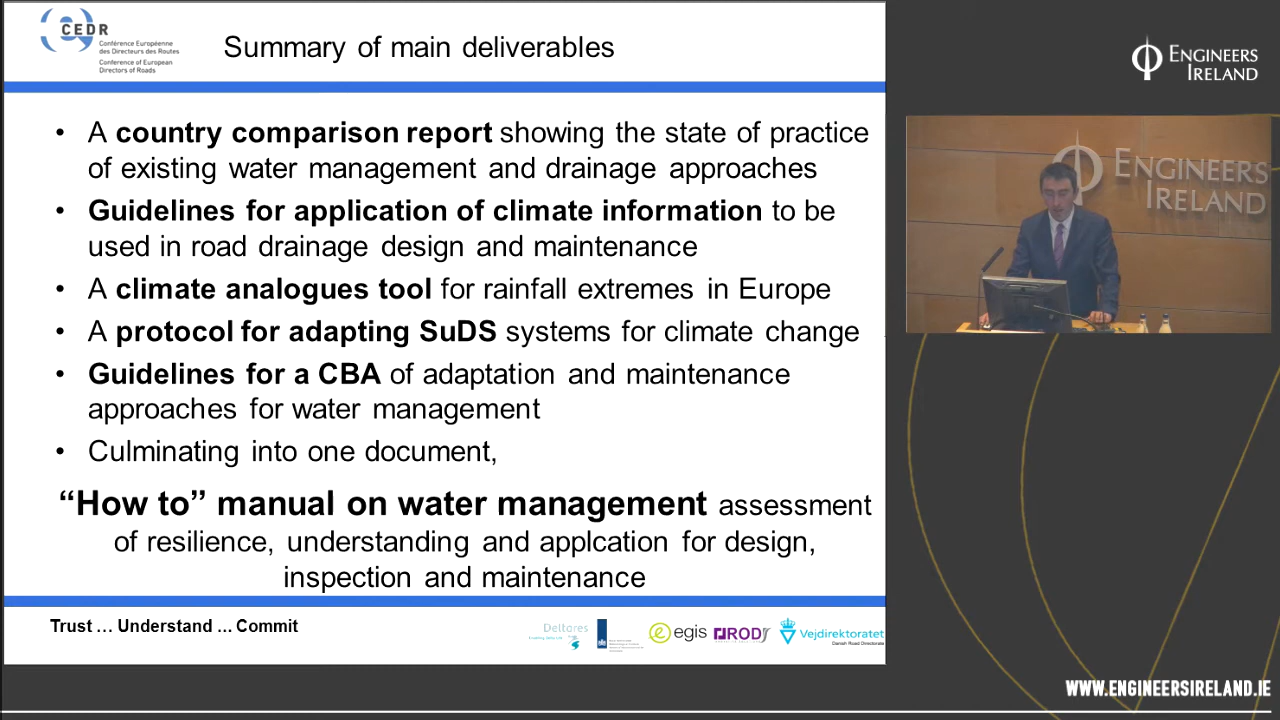 CEDR
Conférence Européenne
des Directeurs des Routes
Conference of European
Directors of Roads
Summary of main deliverables
• A country comparison report showing the state of practice
of existing water management and drainage approaches
• Guidelines for application of climate information to be
used in road drainage design and maintenance
• A climate analogues tool for rainfall extremes in Europe
• A protocol for adapting SuDS systems for climate change
• Guidelines for a CBA of adaptation and maintenance
approaches for water management
• Culminating into one document,
“How to” manual on water management assessment
of resilience, understanding and applcation for design,
inspection and maintenance
Trust ... Understand ... Commit
Deltares
egis
ROD
Vejdirektoratet
Danish Road Directorate
ENGINEERS
IRELAND
ENGINEERS
IRELAND
WWW.ENGINEERSIRELAND.IE